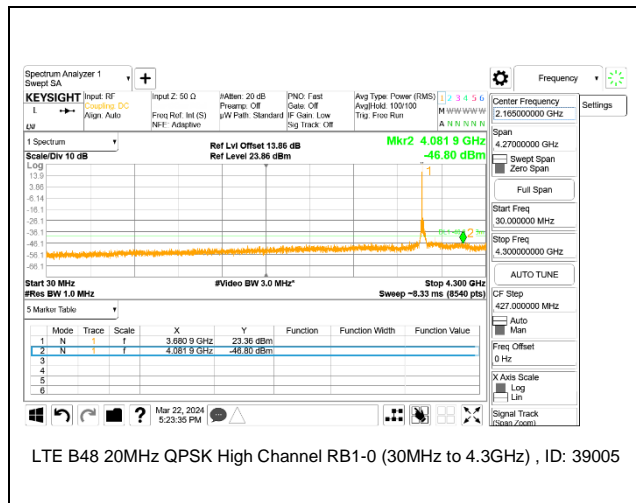 Spectrum Analyzer 1
Swept SA
+
Frequency
Settings
KEYSIGHT
L
Input: RF
Coupling: DC
Align: Auto
Input Z: 50 Ω
Freq Ref: Int (S)
NFE: Adaptive
#Atten: 20 dB
Preamp: Off
µW Path: Standard
PNO: Fast
Gate: Off
IF Gain: Low
Sig Track: Off
Avg Type: Power (RMS)
Avg|Hold: 100/100
Trig: Free Run
1 2 3 4 5 6
M W W W W W
A N N N N N
1 Spectrum
Scale/Div 10 dB
Log
Ref Lvl Offset 13.86 dB
Ref Level 23.86 dBm
Mkr2 4.081 9 GHz
-46.80 dBm
13.9
3.86
-6.14
-16.1
-26.1
-36.1
-46.1
-56.1
-66.1
1
2
Start 30 MHz
#Res BW 1.0 MHz
#Video BW 3.0 MHz*
Stop 4.300 GHz
Sweep ~8.33 ms (8540 pts)
5 Marker Table
Mode Trace Scale X Y Function Function Width Function Value
1 N 1 f 3.680 9 GHz 23.36 dBm
2 N 1 f 4.081 9 GHz -46.80 dBm
3
4
5
6
Center Frequency
2.165000000 GHz
Span
4.27000000 GHz
Swept Span
Zero Span
Full Span
Start Freq
30.000000 MHz
Stop Freq
4.300000000 GHz
AUTO TUNE
CF Step
427.000000 MHz
Auto
Man
Freq Offset
0 Hz
X Axis Scale
Log
Lin
Signal Track
(Span Zoom)
?
Mar 22, 2024
5:23:35 PM
LTE B48 20MHz QPSK High Channel RB1-0 (30MHz to 4.3GHz) , ID: 39005